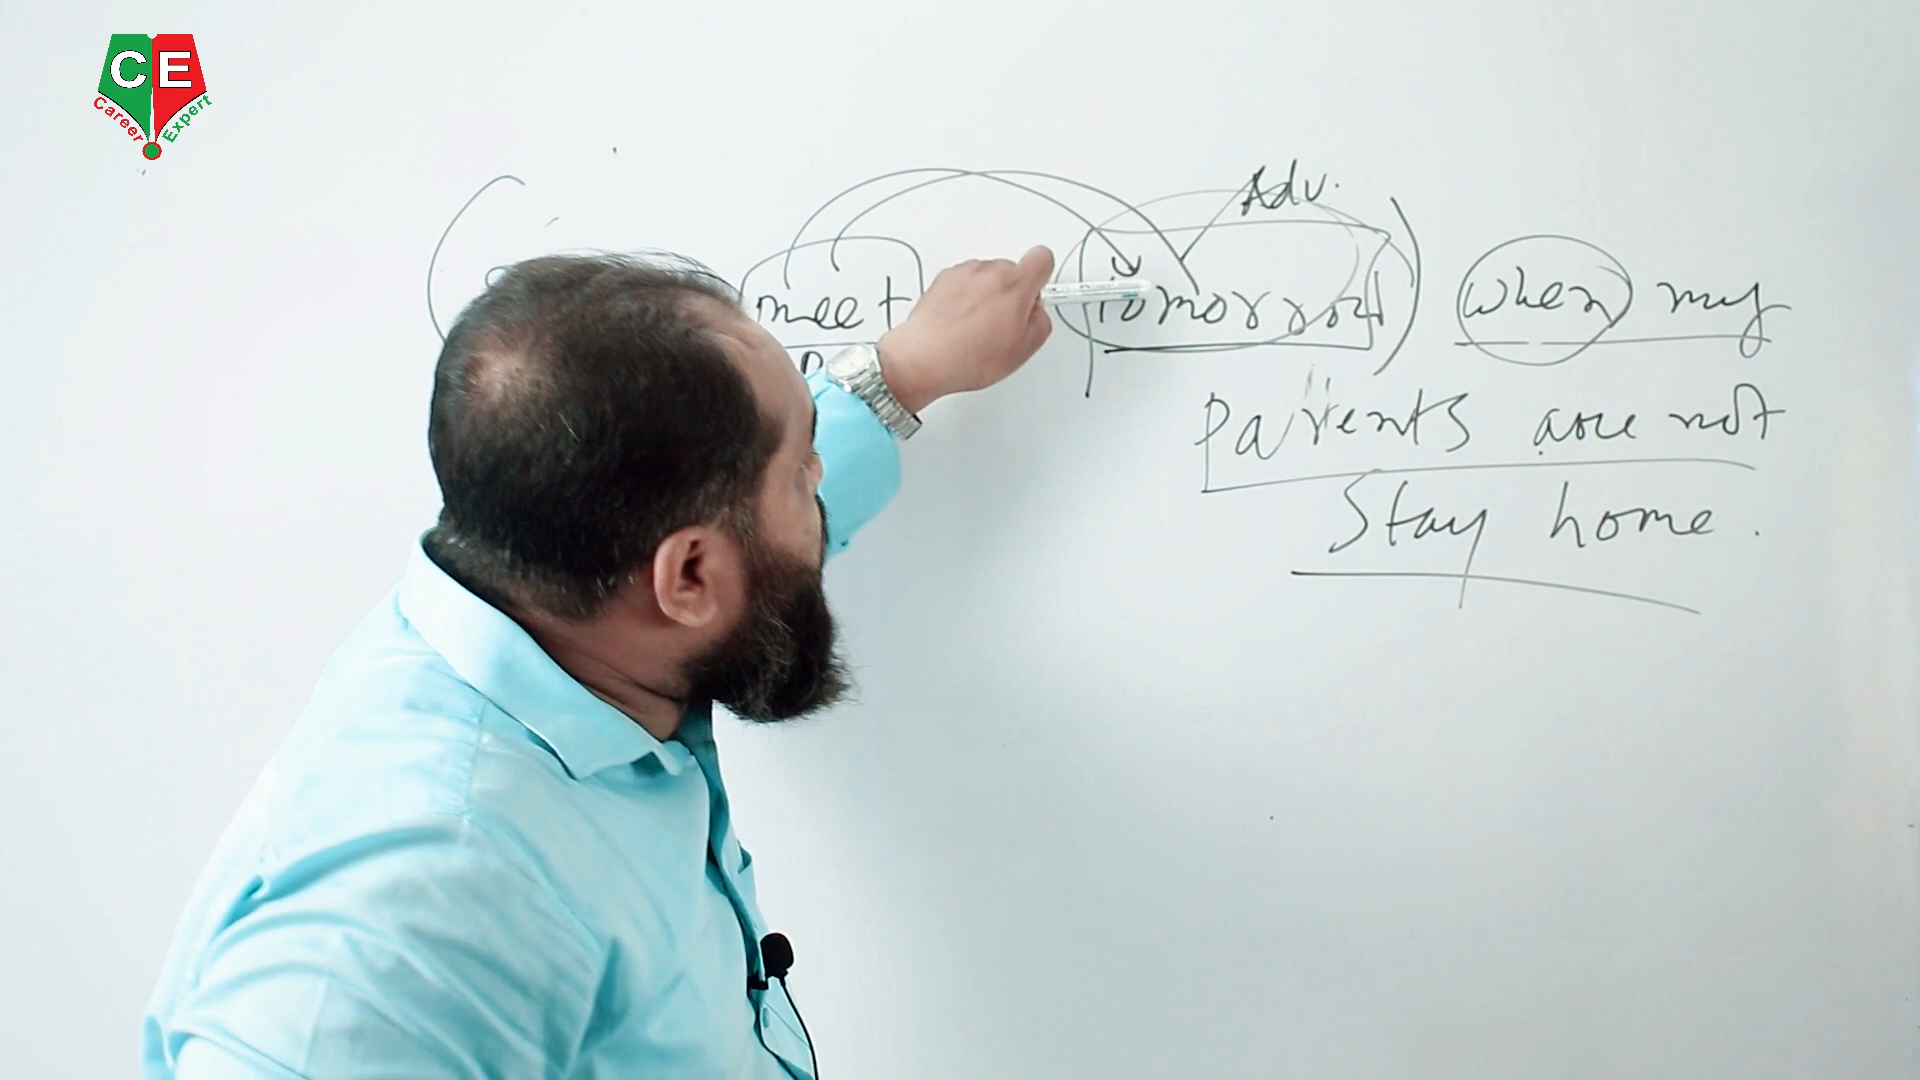 CE
Career Expert
Adv.
meet tomorrow when my
Parents are not
Stay home.